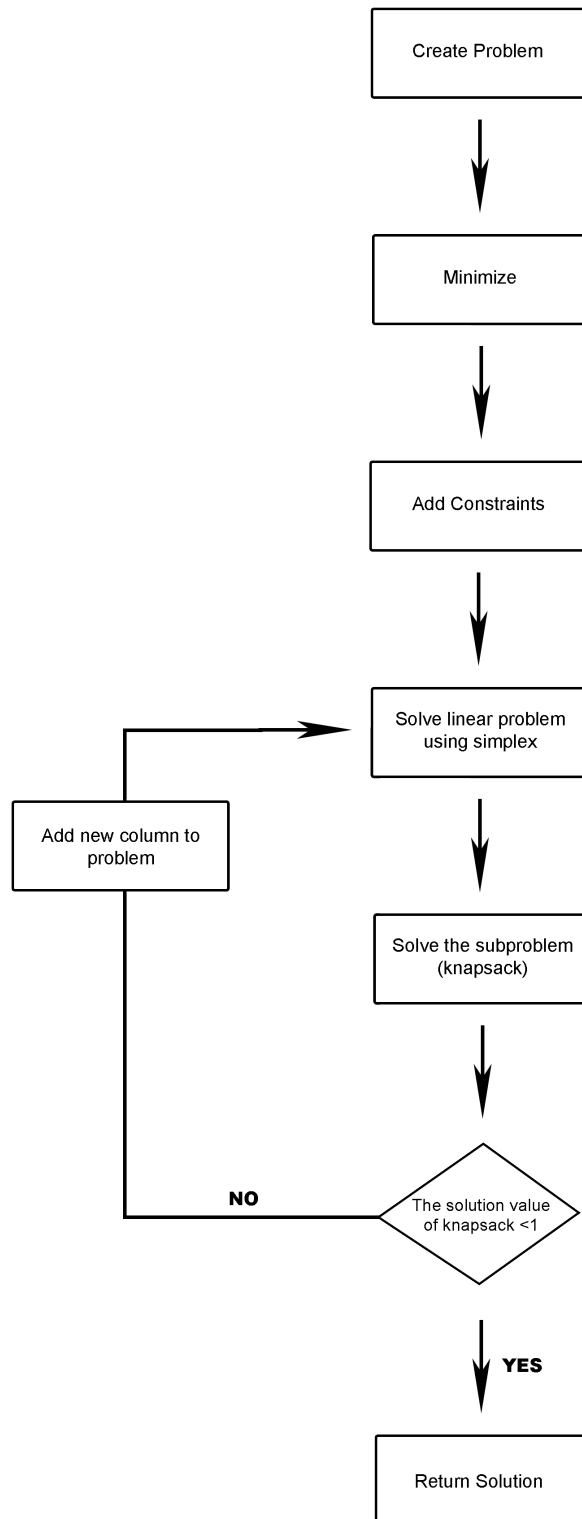 Create Problem
Minimize
Add Constraints
Solve linear problem
using simplex
Add new column to
problem
Solve the subproblem
(knapsack)
The solution value
of knapsack <1
NO
YES
Return Solution